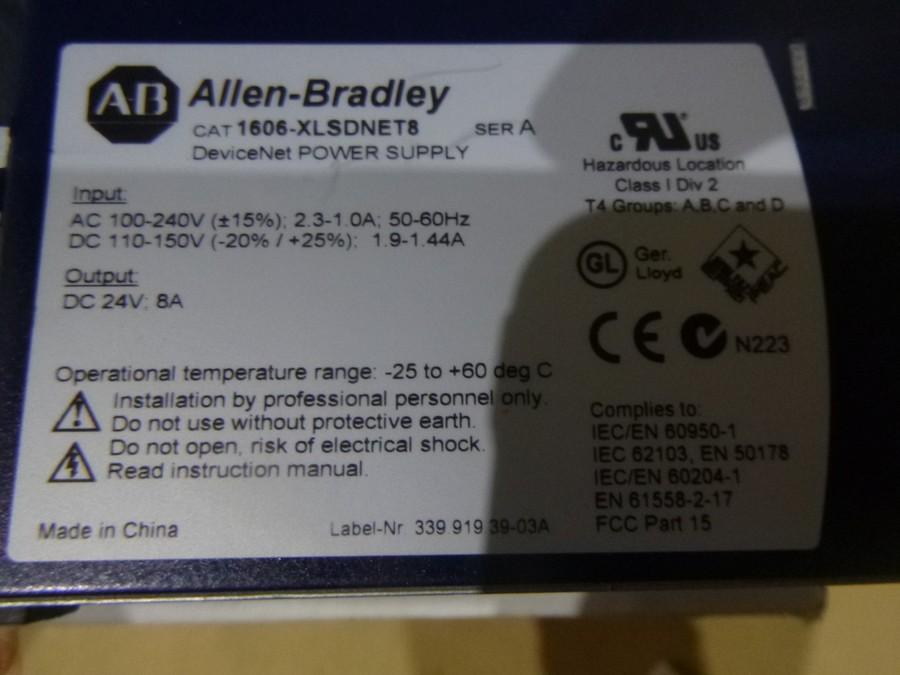 AB Allen-Bradley
CAT 1606-XLSDNET8 SER A
DeviceNet POWER SUPPLY
Input:
AC 100-240V (±15%); 2.3-1.0A; 50-60Hz
DC 110-150V (-20% / +25%); 1.9-1.44A
Output:
DC 24V; 8A
Operational temperature range: -25 to +60 deg C
Installation by professional personnel only.
Do not use without protective earth.
Do not open, risk of electrical shock.
Read instruction manual.
Made in China
Label-Nr 339 919 39-03A
C RU US
Hazardous Location
Class I Div 2
T4 Groups: A,B,C and D
GL Ger.
Lloyd
CE N223
Complies to:
IEC/EN 60950-1
IEC 62103, EN 50178
IEC/EN 60204-1
EN 61558-2-17
FCC Part 15